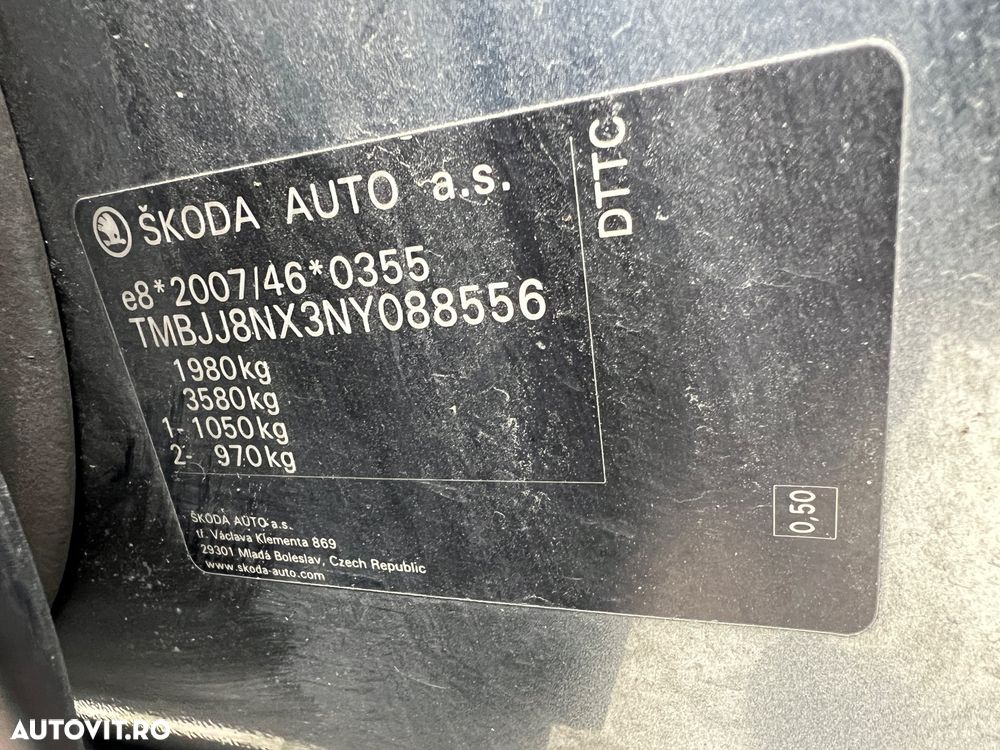 ŠKODA AUTO a.s.
e8*2007/46*0355
TMBJJ8NX3NY088556
1980kg
3580kg
1- 1050kg
2- 970kg
DTTC
0,50
ŠKODA AUTO a.s.
tř. Václava Klementa 869
29301 Mladá Boleslav, Czech Republic
www.skoda-auto.com
AUTOVIT.RO